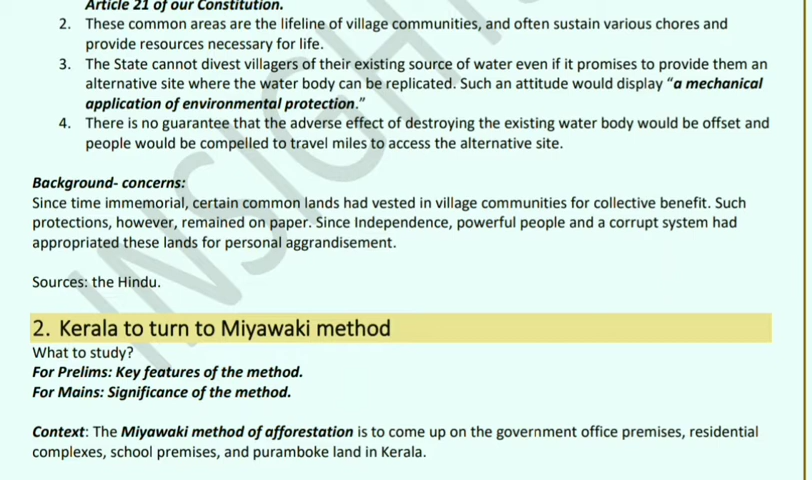 Article 21 of our Constitution.
2. These common areas are the lifeline of village communities, and often sustain various chores and
provide resources necessary for life.
3. The State cannot divest villagers of their existing source of water even if it promises to provide them an
alternative site where the water body can be replicated. Such an attitude would display "a mechanical
application of environmental protection."
4. There is no guarantee that the adverse effect of destroying the existing water body would be offset and
people would be compelled to travel miles to access the alternative site.
Background- concerns:
Since time immemorial, certain common lands had vested in village communities for collective benefit. Such
protections, however, remained on paper. Since Independence, powerful people and a corrupt system had
appropriated these lands for personal aggrandisement.
Sources: the Hindu.
2. Kerala to turn to Miyawaki method
What to study?
For Prelims: Key features of the method.
For Mains: Significance of the method.
Context: The Miyawaki method of afforestation is to come up on the government office premises, residential
complexes, school premises, and puramboke land in Kerala.
INSIGH